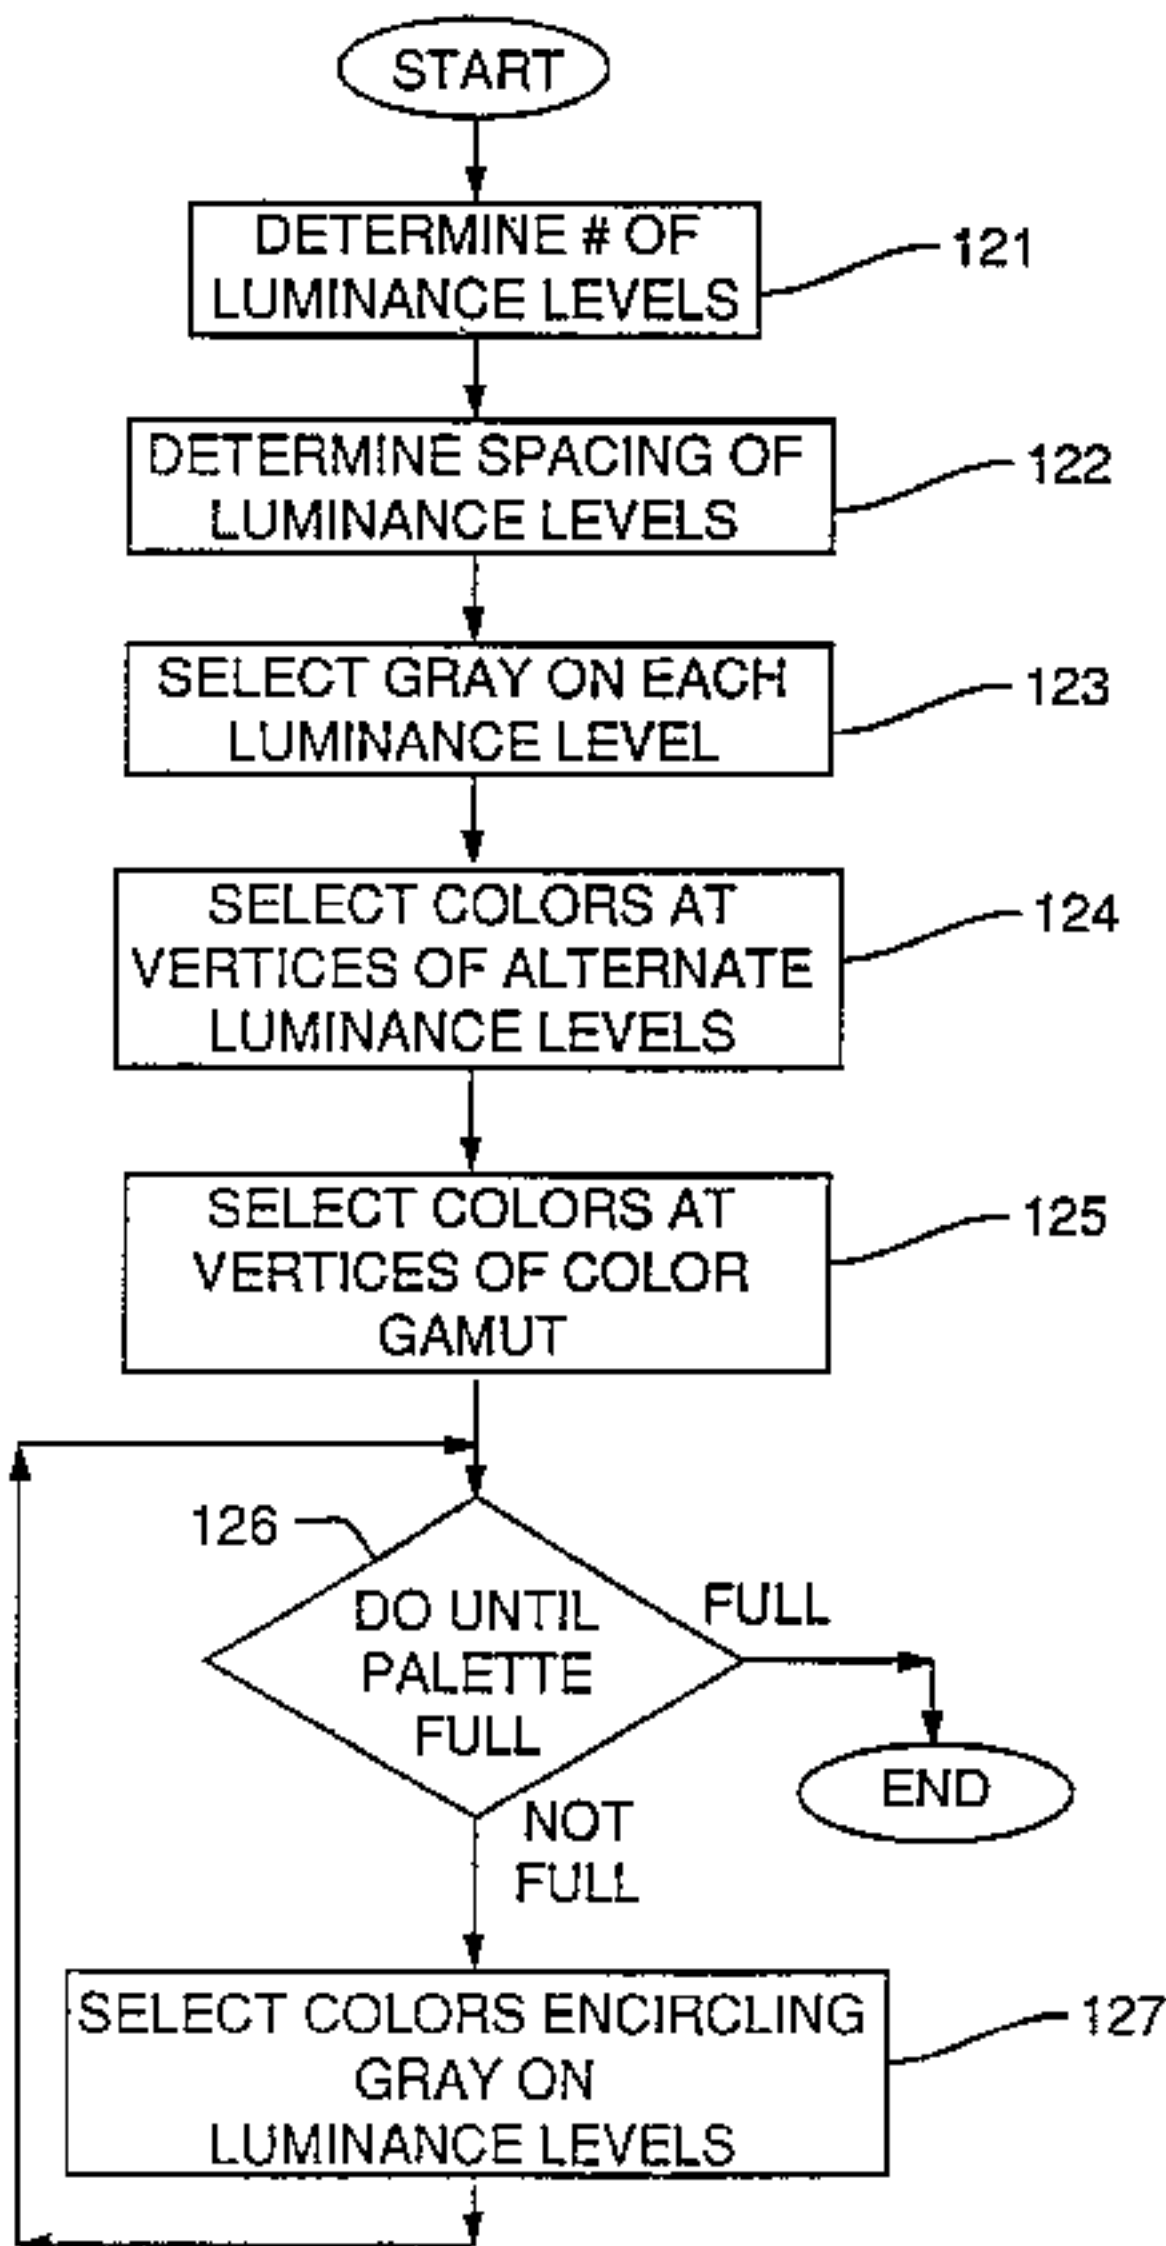 START
DETERMINE # OF
LUMINANCE LEVELS
121
DETERMINE SPACING OF
LUMINANCE LEVELS
122
SELECT GRAY ON EACH
LUMINANCE LEVEL
123
SELECT COLORS AT
VERTICES OF ALTERNATE
LUMINANCE LEVELS
124
SELECT COLORS AT
VERTICES OF COLOR
GAMUT
125
126
DO UNTIL
PALETTE
FULL
FULL
END
NOT
FULL
SELECT COLORS ENCIRCLING
GRAY ON
LUMINANCE LEVELS
127